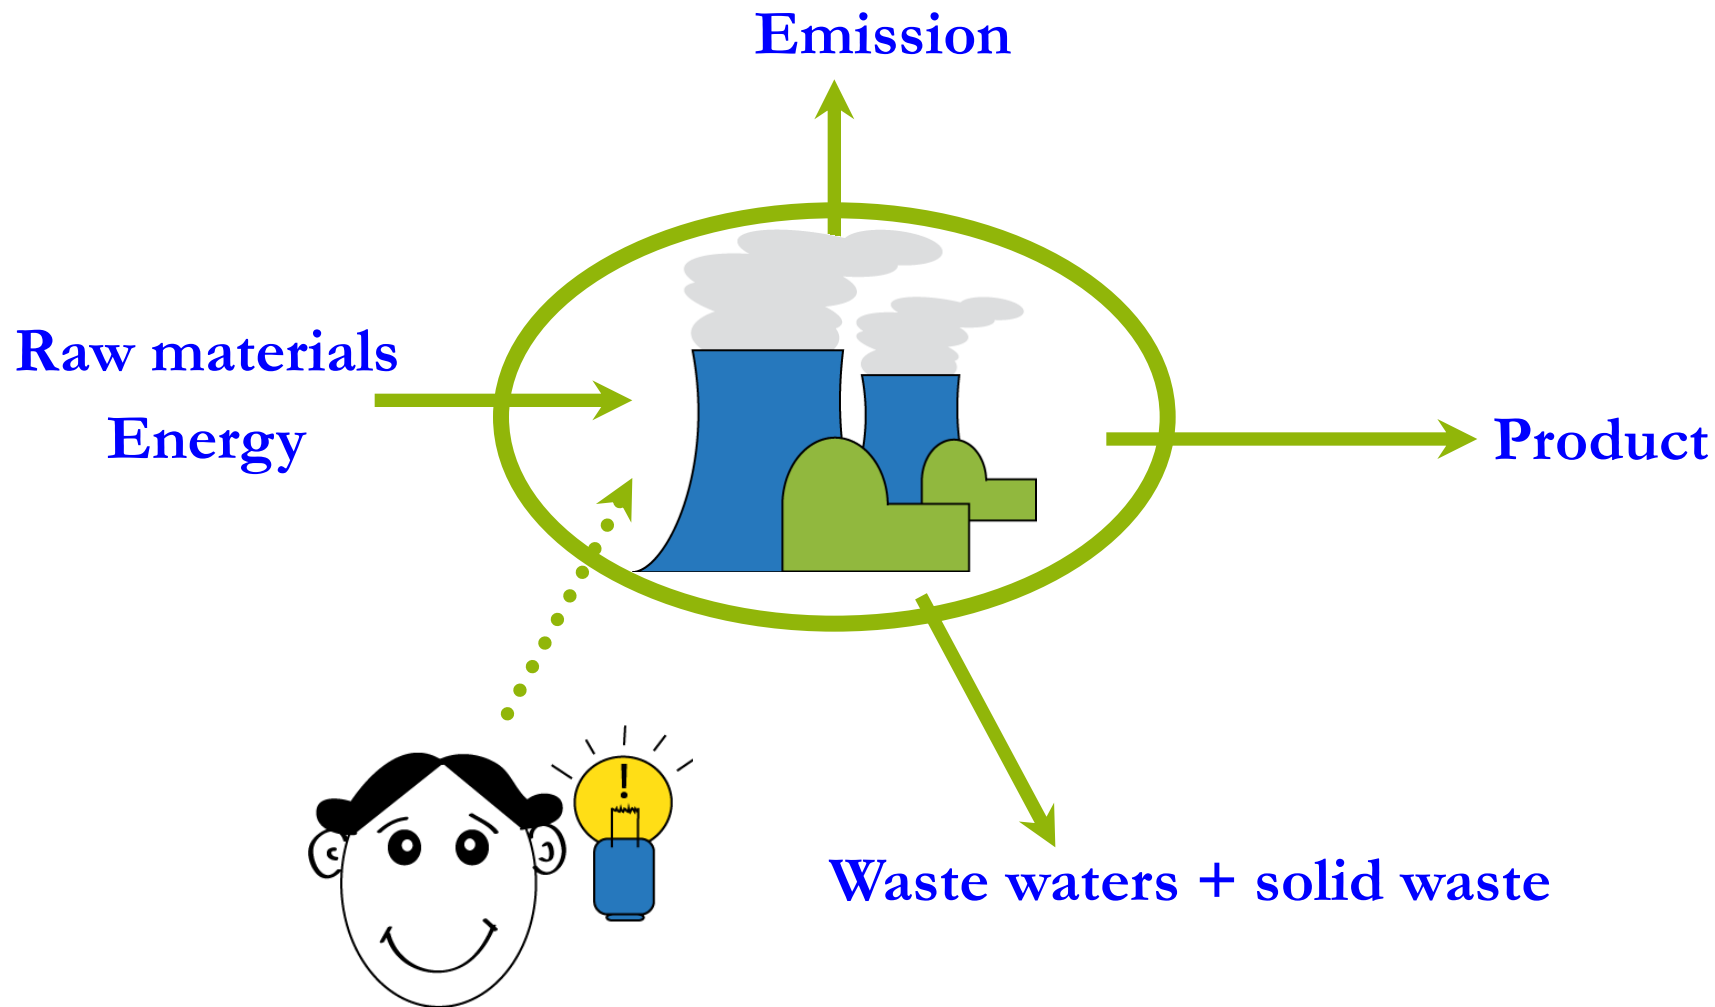 Emission
Raw materials
Energy
Product
!
Waste waters + solid waste